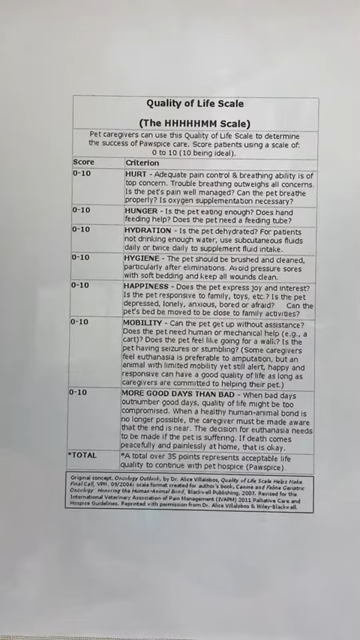 Quality of Life Scale
(The HHHHHMM Scale)
Pet caregivers can use this Quality of Life Scale to determine
the success of Pawspice care. Score patients using a scale of:
0 to 10 (10 being ideal).
Score Criterion
0-10 HURT - Adequate pain control & breathing ability is of
top concern. Trouble breathing outweighs all concerns.
Is the pet's pain well managed? Can the pet breathe
properly? Is oxygen supplementation necessary?
0-10 HUNGER - Is the pet eating enough? Does hand
feeding help? Does the pet need a feeding tube?
0-10 HYDRATION - Is the pet dehydrated? For patients
not drinking enough water, use subcutaneous fluids
daily or twice daily to supplement fluid intake.
0-10 HYGIENE - The pet should be brushed and cleaned,
particularly after eliminations. Avoid pressure sores
with soft bedding and keep all wounds clean.
0-10 HAPPINESS - Does the pet express joy and interest?
Is the pet responsive to family, toys, etc.? Is the pet
depressed, lonely, anxious, bored or afraid? Can the
pet's bed be moved to be close to family activities?
0-10 MOBILITY - Can the pet get up without assistance?
Does the pet need human or mechanical help (e.g., a
cart)? Does the pet feel like going for a walk? Is the
pet having seizures or stumbling? (Some caregivers
feel euthanasia is preferable to amputation, but an
animal with limited mobility yet still alert, happy and
responsive can have a good quality of life as long as
caregivers are committed to helping their pet.)
0-10 MORE GOOD DAYS THAN BAD - When bad days
outnumber good days, quality of life might be too
compromised. When a healthy human-animal bond is
no longer possible, the caregiver must be made aware
that the end is near. The decision for euthanasia needs
to be made if the pet is suffering. If death comes
peacefully and painlessly at home, that is okay.
*TOTAL *A total over 35 points represents acceptable life
quality to continue with pet hospice (Pawspice).
Original concept, Oncology Outlook, by Dr. Alice Villalobos, Quality of Life Scale Helps Make
Final Call, VPN, 09/2004; scale format created for author's book, Canine and Feline Geriatric
Oncology: Honoring the Human-Animal Bond, Blackwell Publishing, 2007. Revised for the
International Veterinary Association of Pain Management (IVAPM) 2011 Palliative Care and
Hospice Guidelines. Reprinted with permission from Dr. Alice Villalobos & Wiley-Blackwell.